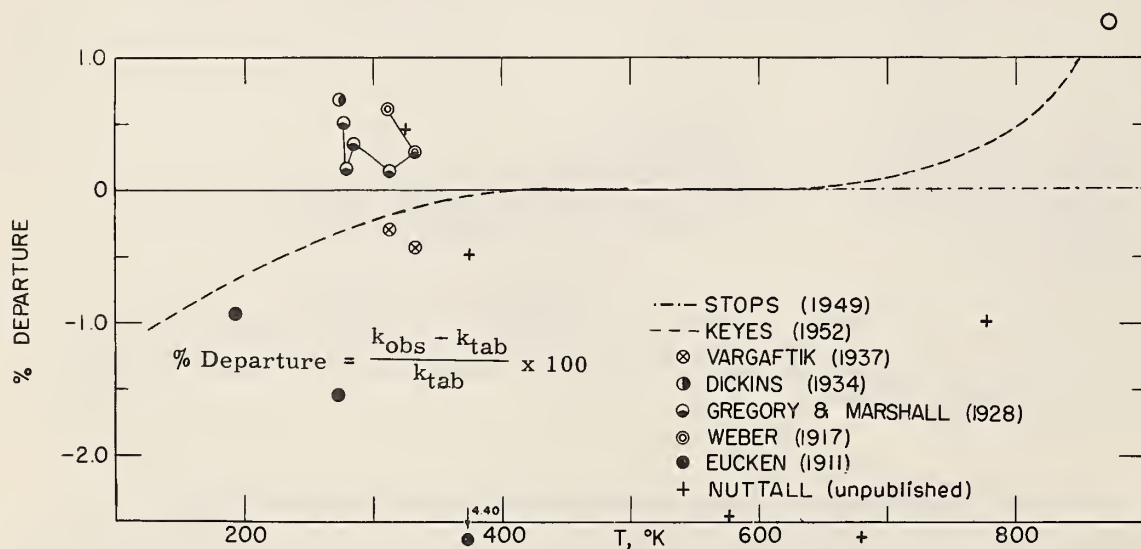 1.0
0
-1.0
-2.0
% DEPARTURE
% Departure = (k_obs – k_tab) / k_tab x 100
STOPS (1949)
KEYES (1952)
VARGAFTIK (1937)
DICKINS (1934)
GREGORY & MARSHALL (1928)
WEBER (1917)
EUCKEN (1911)
NUTTALL (unpublished)
4.40
200
400
T, °K
600
800